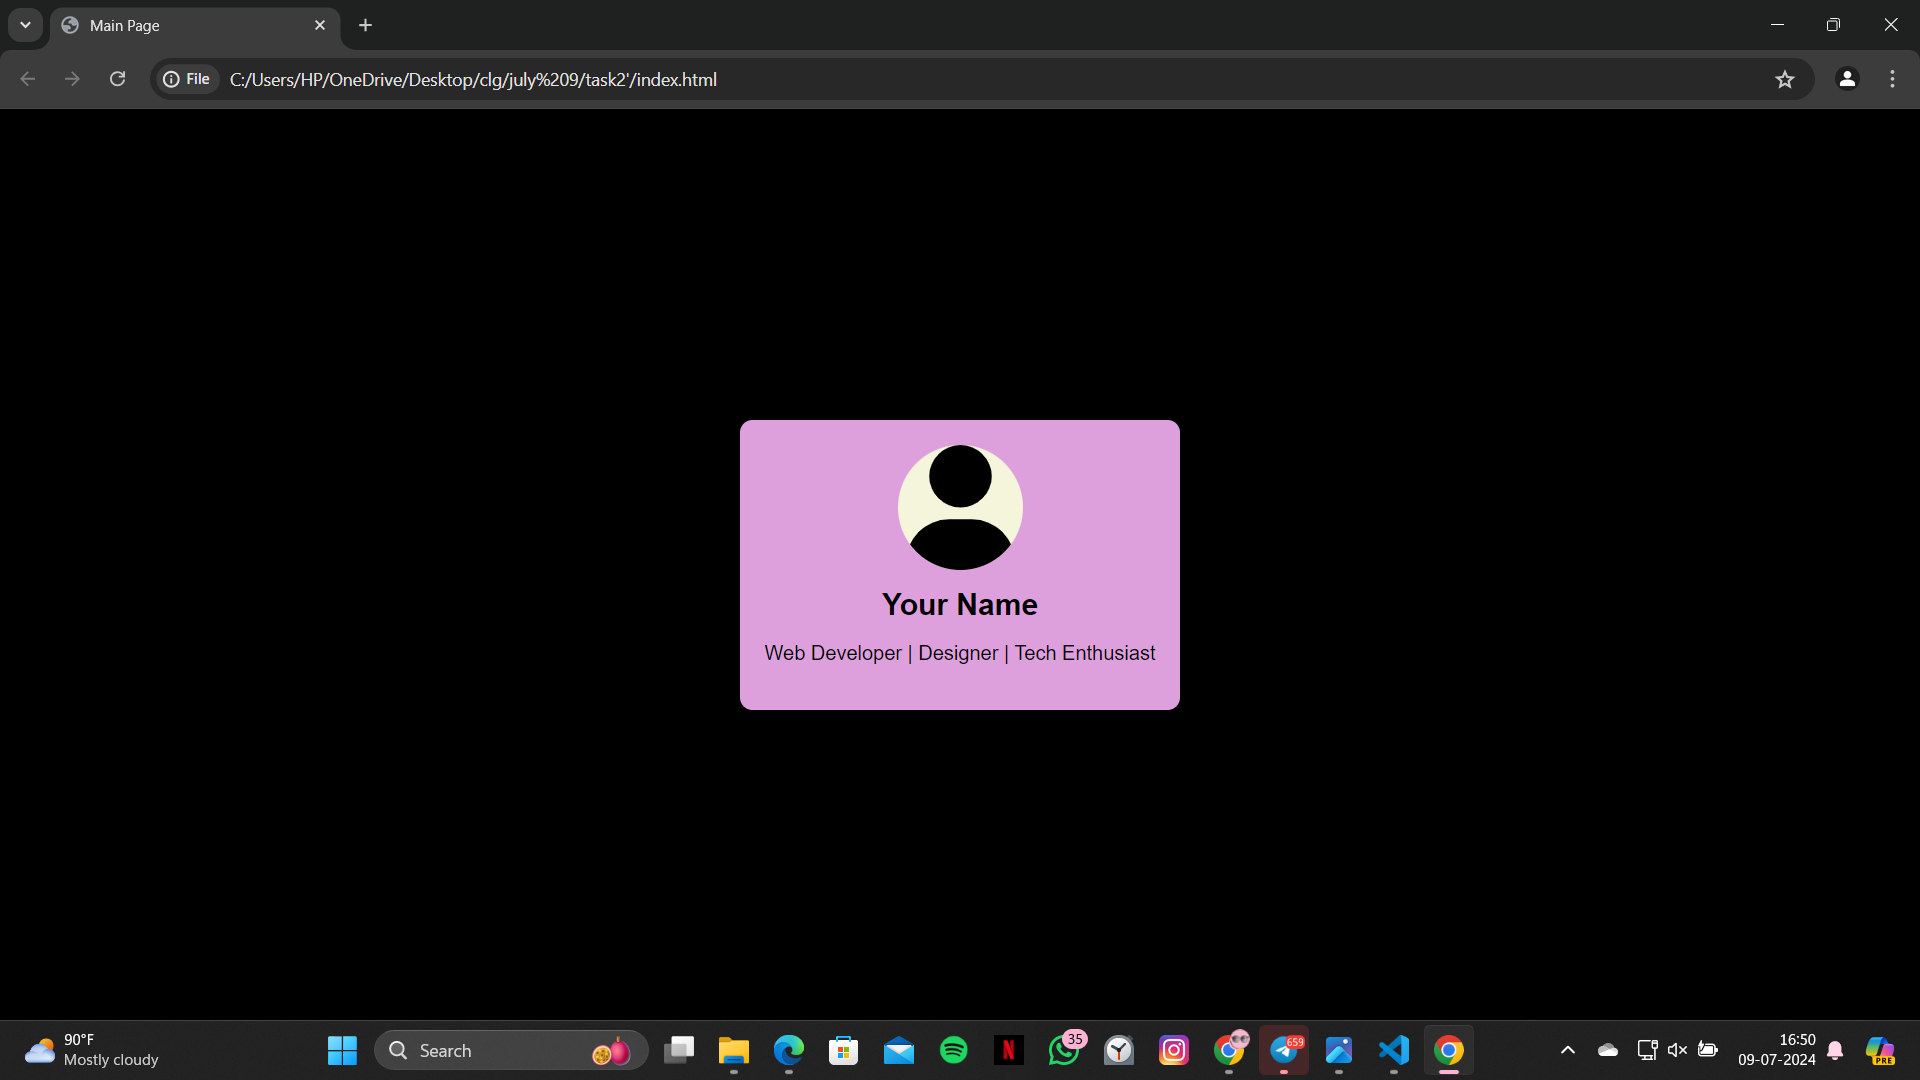 Main Page
File
C:/Users/HP/OneDrive/Desktop/clg/july%209/task2'/index.html
Your Name
Web Developer | Designer | Tech Enthusiast
90°F
Mostly cloudy
Search
N
35
659
16:50
09-07-2024
PRE